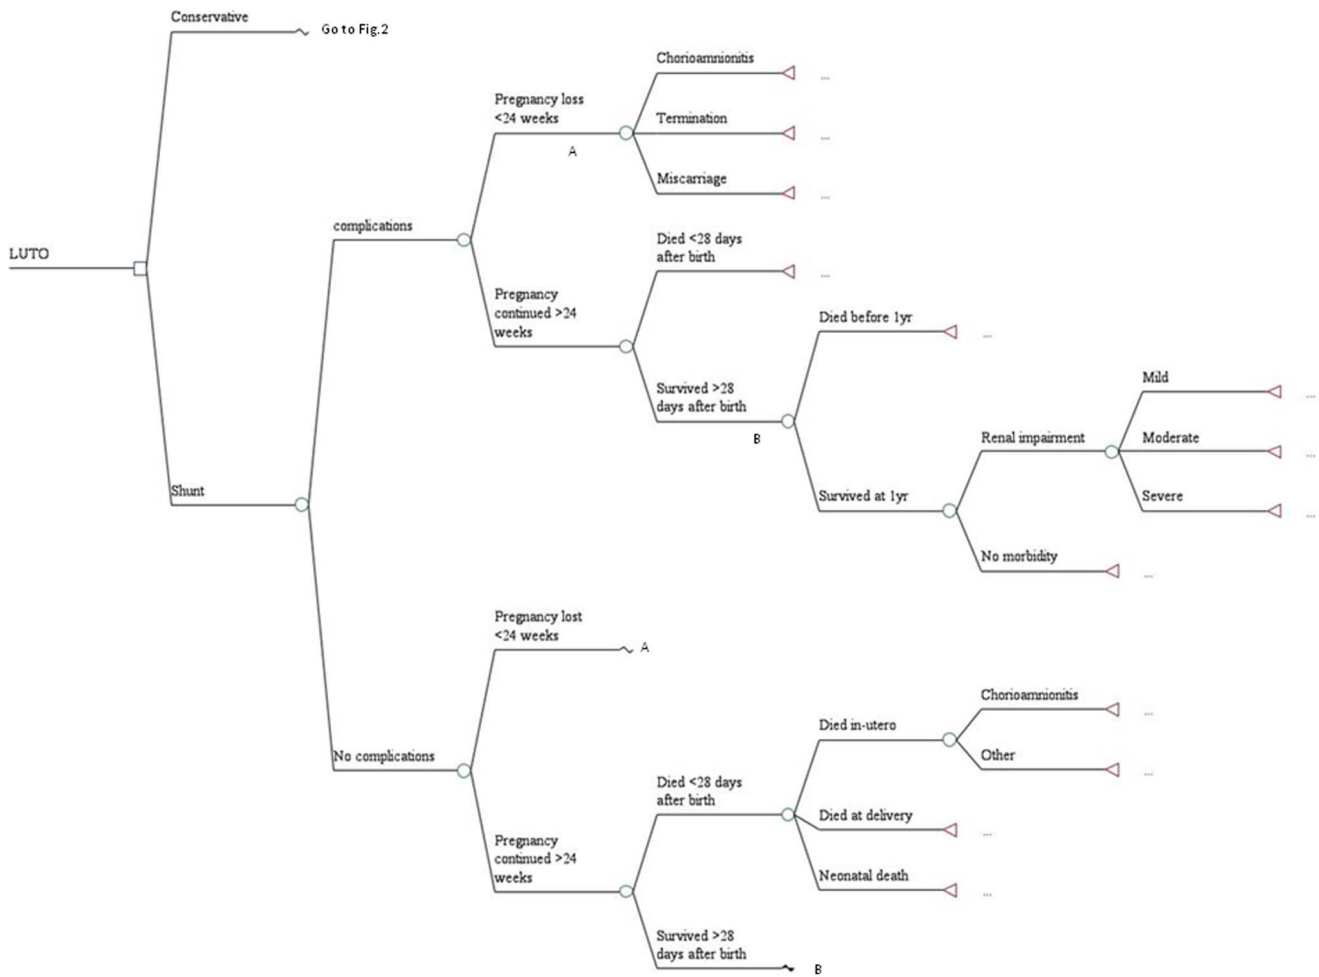 Conservative
Go to Fig.2
Chorioamnionitis
...
Pregnancy loss
<24 weeks
A
Termination
...
Miscarriage
...
complications
LUTO
Died <28 days
after birth
...
Pregnancy
continued >24
weeks
Died before 1yr
...
Survived >28
days after birth
B
Mild
...
Renal impairment
Moderate
...
Survived at 1yr
Severe
...
No morbidity
...
Shunt
Pregnancy lost
<24 weeks
A
No complications
Chorioamnionitis
...
Died in-utero
Other
...
Died <28 days
after birth
Died at delivery
...
Pregnancy
continued >24
weeks
Neonatal death
...
Survived >28
days after birth
B